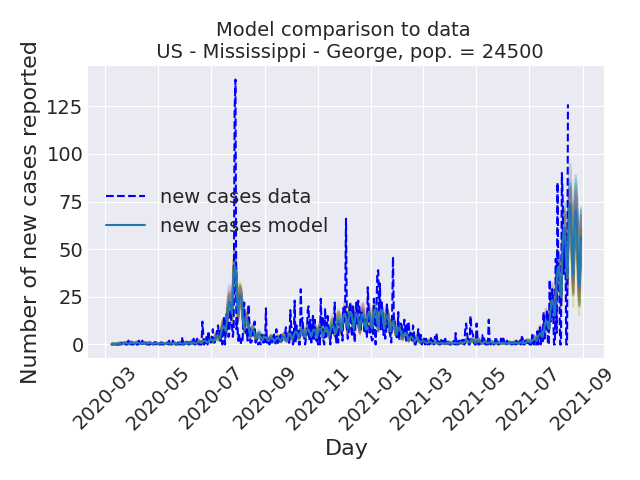 Model comparison to data
US - Mississippi - George, pop. = 24500
Number of new cases reported
125
100
75
50
25
0
new cases data
new cases model
2020-03
2020-05
2020-07
2020-09
2020-11
2021-01
2021-03
2021-05
2021-07
2021-09
Day